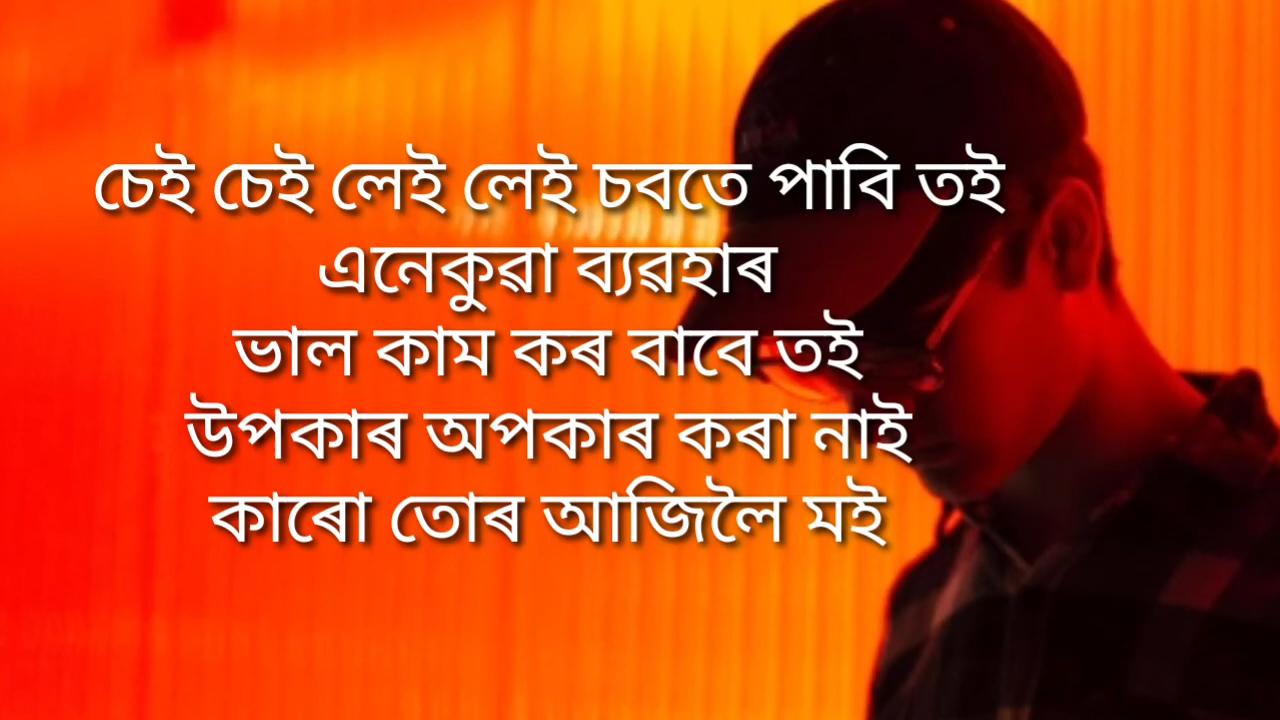 চেই চেই লেই লেই চবতে পাবি তই
এনেকুৱা ব্যৱহাৰ
ভাল কাম কৰ বাবে তই
উপকাৰ অপকাৰ কৰা নাই
কাৰো তোৰ আজিলৈ মই